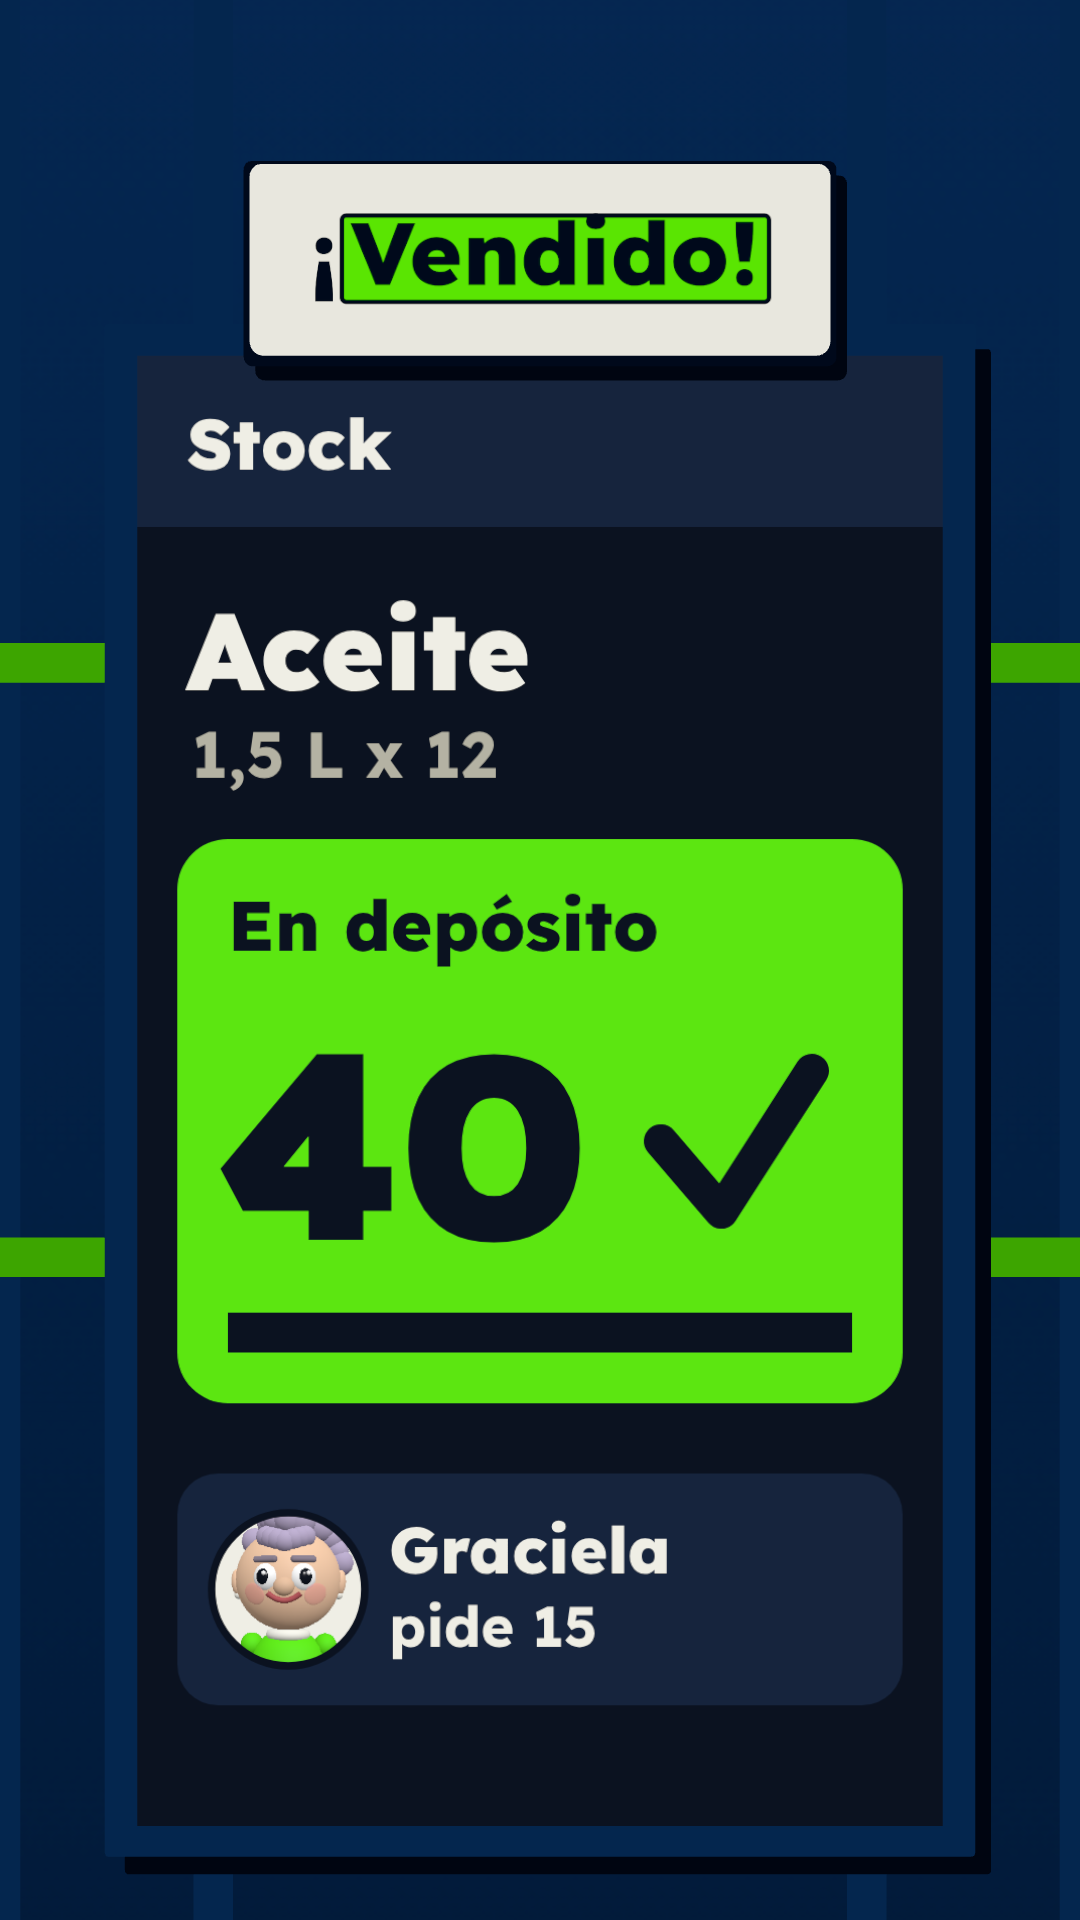 ¡Vendido!
Stock
Aceite
1,5 L x 12
En depósito
40
Graciela
pide 15